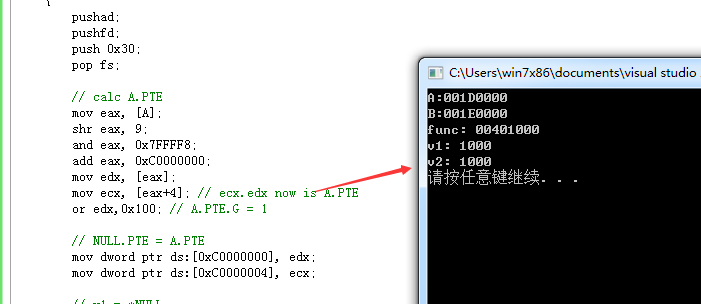 {
pushad;
pushfd;
push 0x30;
pop fs;
// calc A.PTE
mov eax, [A];
shr eax, 9;
and eax, 0x7FFFF8;
add eax, 0xC0000000;
mov edx, [eax];
mov ecx, [eax+4]; // ecx.edx now is A.PTE
or edx,0x100; // A.PTE.G = 1
// NULL.PTE = A.PTE
mov dword ptr ds:[0xC0000000], edx;
mov dword ptr ds:[0xC0000004], ecx;
// v1 = *NULL
C:\Users\win7x86\documents\visual studio
A:001D0000
B:001E0000
func: 00401000
v1: 1000
v2: 1000
请按任意键继续. . .